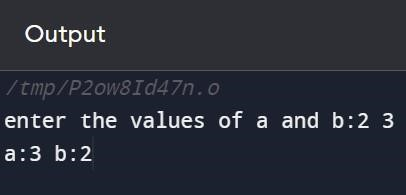 Output
/tmp/P2ow8Id47n.o
enter the values of a and b:2 3
a:3 b:2